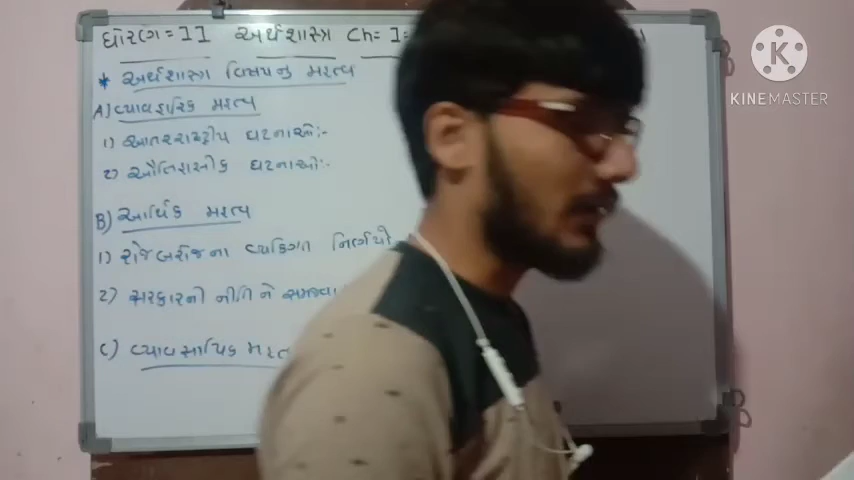 ધોરણ = 11 અર્થશાસ્ત્ર Ch = 1 =
* અર્થશાસ્ત્ર વિષયનું મહત્વ
A) વ્યાવહારિક મહત્વ
1) આતરરાષ્ટ્રીય ઘટનાઓ:-
2) ઐતિહાસીક ઘટનાઓ:-
B) આર્થિક મહત્વ
1) રોજબરોજના વ્યકિગત નિર્ણયો
2) સરકારની નીતિ ને સમજવા
C) વ્યાવસાયિક મહત્
KINEMASTER